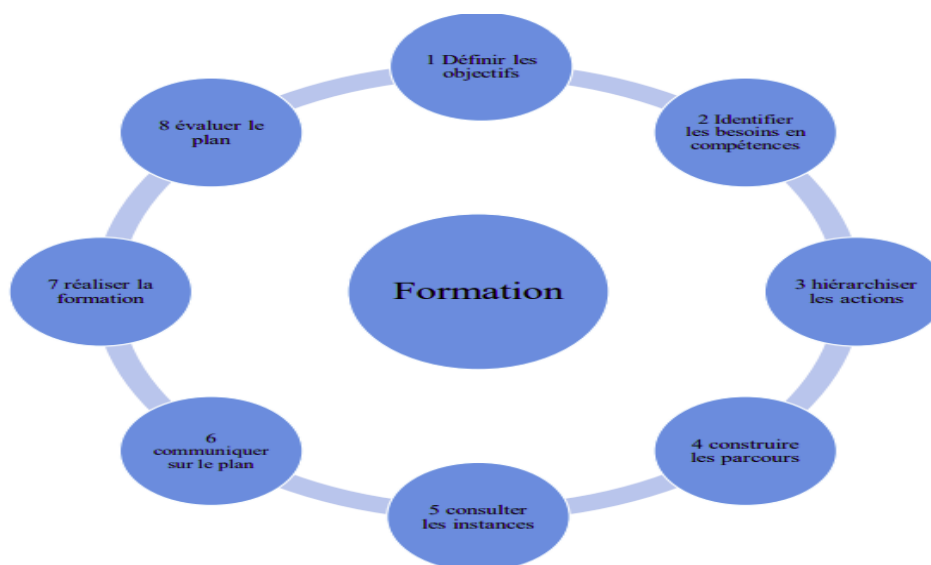 1 Définir les
objectifs
2 Identifier
les besoins en
compétences
3 hiérarchiser
les actions
4 construire
les parcours
5 consulter
les instances
6
communiquer
sur le plan
7 réaliser la
formation
8 évaluer le
plan
Formation